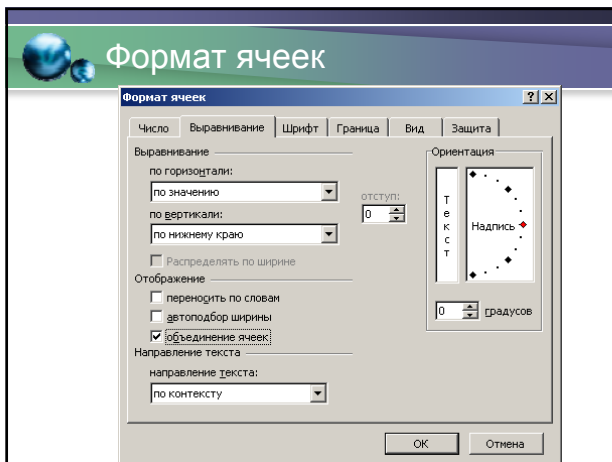 Формат ячеек
Формат ячеек
Число Выравнивание Шрифт Граница Вид Защита
Выравнивание
по горизонтали:
по значению
отступ:
по вертикали:
0
по нижнему краю
Распределять по ширине
Отображение
переносить по словам
автоподбор ширины
объединение ячеек
Направление текста
направление текста:
по контексту
Ориентация
Текст
Надпись
0 градусов
ОК Отмена